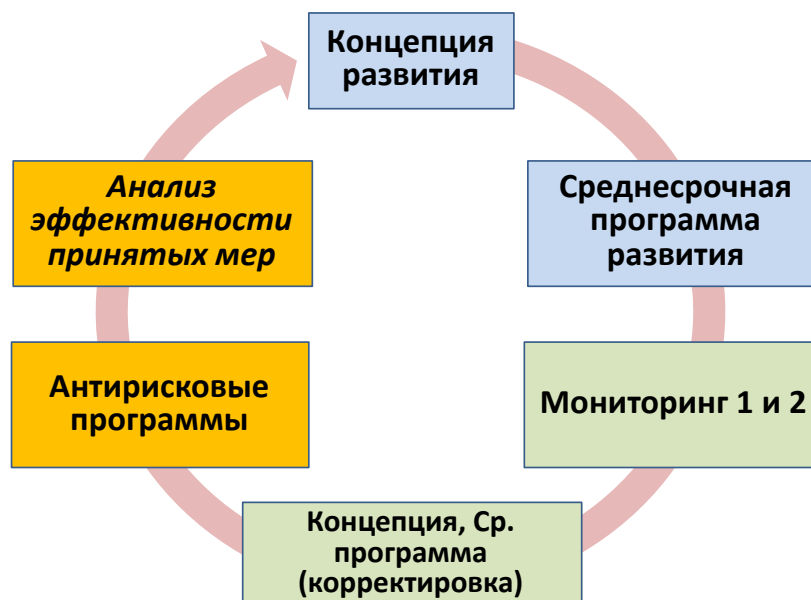 Концепция
развития
Среднесрочная
программа
развития
Мониторинг 1 и 2
Концепция, Ср.
программа
(корректировка)
Антирисковые
программы
Анализ
эффективности
принятых мер